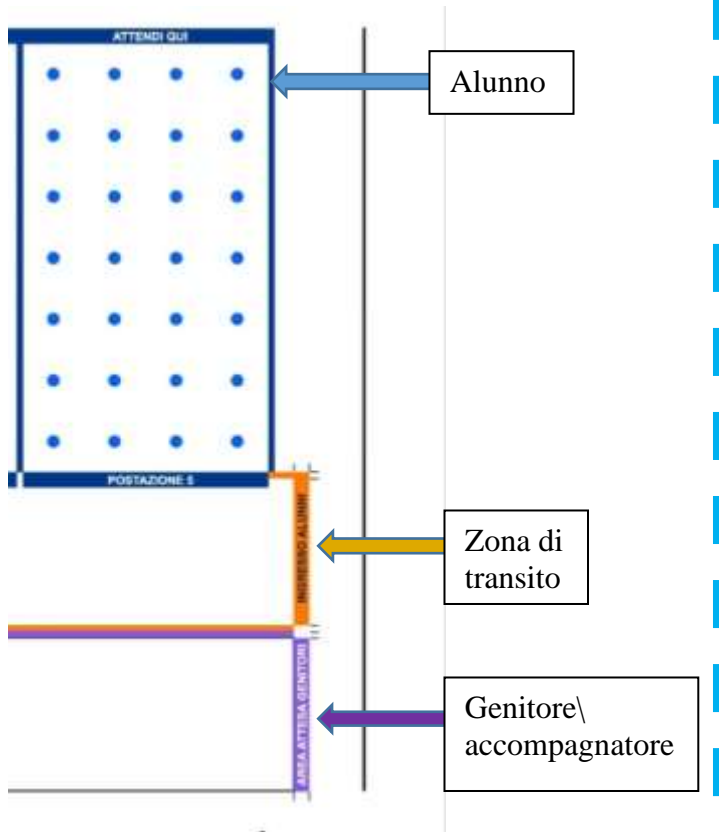 ATTENDI QUI
Alunno
POSTAZIONE 5
INGRESSO ALUNNI
Zona di
transito
AREA ATTESA GENITORI
Genitore\
accompagnatore